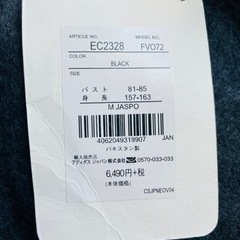 ARTICLE NO. MODEL NO.
EC2328 FVO72
COLOR
BLACK
バスト 81-85
身長 157-163
M JASPO
4062049319907 JAN
パキスタン製
輸入販売元
アディダス ジャパン株式会社 0570-033-033
6,490円+税
(本体価格)
CSJPNEOV04